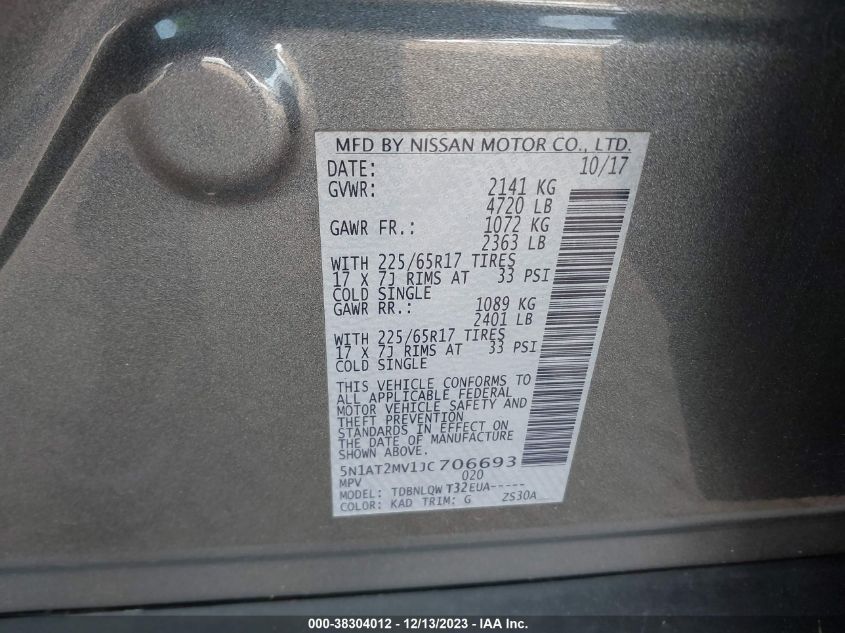 MFD BY NISSAN MOTOR CO., LTD.
DATE: 10/17
GVWR: 2141 KG
4720 LB
GAWR FR.: 1072 KG
2363 LB
WITH 225/65R17 TIRES
17 X 7J RIMS AT 33 PSI
COLD SINGLE
GAWR RR.: 1089 KG
2401 LB
WITH 225/65R17 TIRES
17 X 7J RIMS AT 33 PSI
COLD SINGLE
THIS VEHICLE CONFORMS TO
ALL APPLICABLE FEDERAL
MOTOR VEHICLE SAFETY AND
THEFT PREVENTION
STANDARDS IN EFFECT ON
THE DATE OF MANUFACTURE
SHOWN ABOVE.
5N1AT2MV1JC706693
MPV 020
MODEL: TDBNLQW T32EUA-----
COLOR: KAD TRIM: G ZS30A
000-38304012 - 12/13/2023 - IAA Inc.